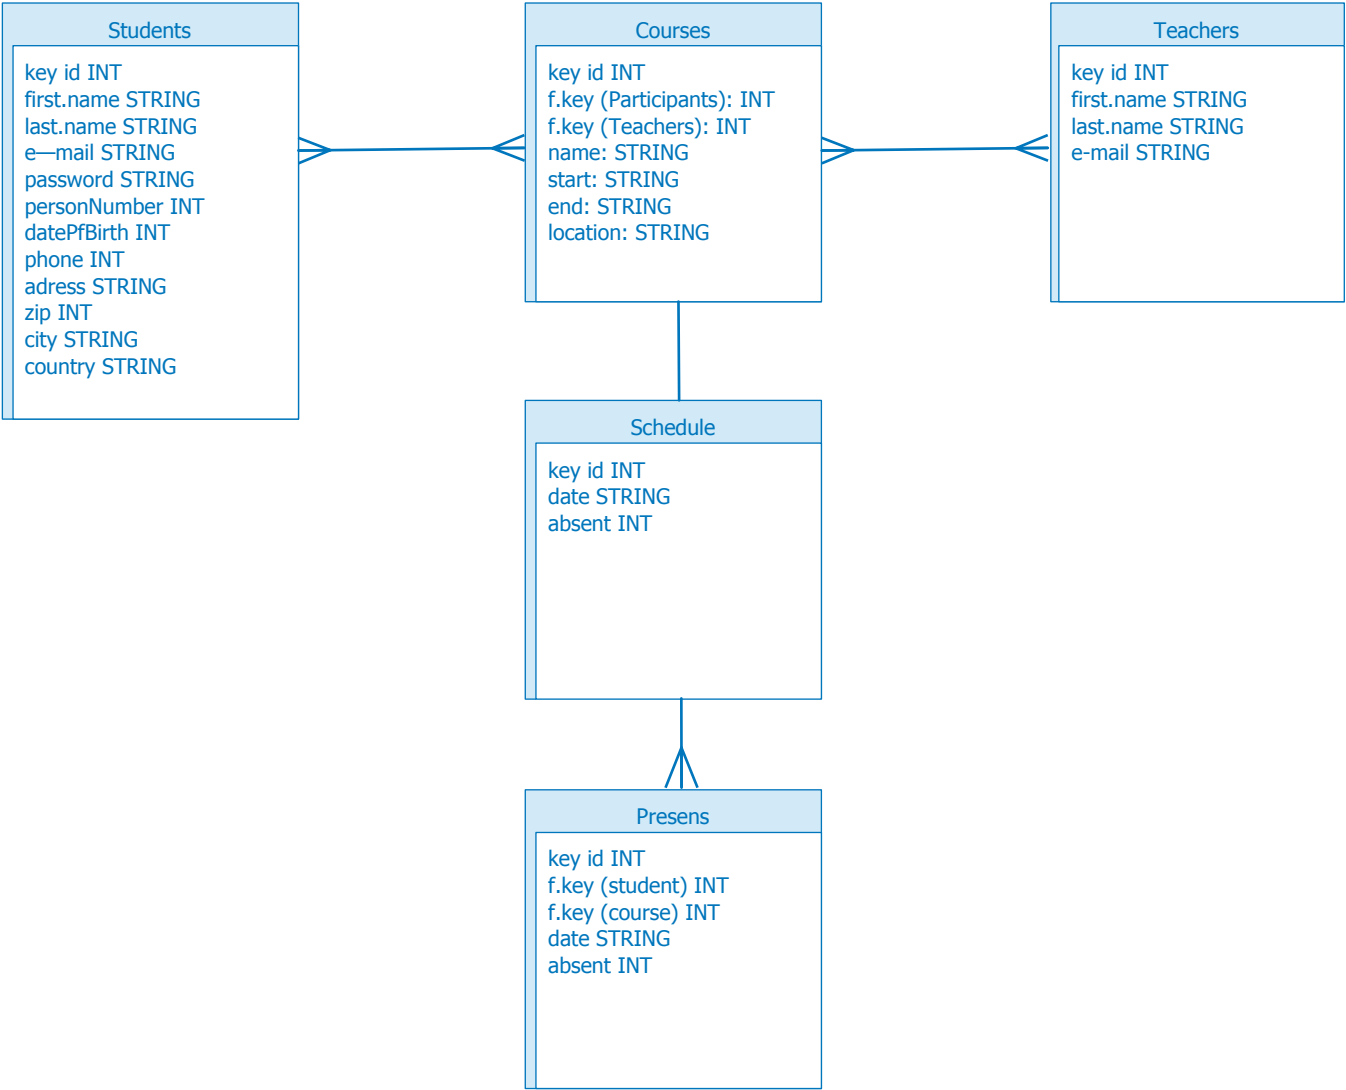 Students
key id INT
first.name STRING
last.name STRING
e—mail STRING
password STRING
personNumber INT
datePfBirth INT
phone INT
adress STRING
zip INT
city STRING
country STRING
Courses
key id INT
f.key (Participants): INT
f.key (Teachers): INT
name: STRING
start: STRING
end: STRING
location: STRING
Teachers
key id INT
first.name STRING
last.name STRING
e-mail STRING
Schedule
key id INT
date STRING
absent INT
Presens
key id INT
f.key (student) INT
f.key (course) INT
date STRING
absent INT